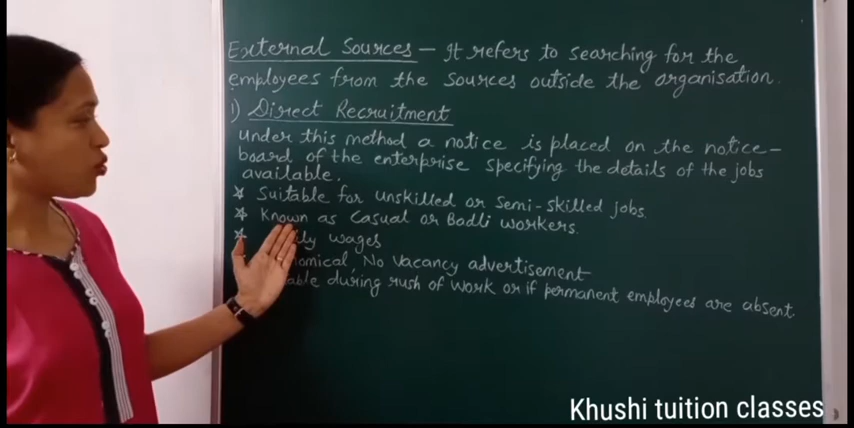 External Sources - It refers to searching for the
employees from the sources outside the organisation.
1) Direct Recruitment
Under this method a notice is placed on the notice-
board of the enterprise specifying the details of the jobs
available.
* Suitable for unskilled or Semi-skilled jobs.
* Known as Casual or Badli workers.
* ly wages
omical, No Vacancy advertisement
able during rush of work or if permanent employees are absent.
Khushi tuition classes